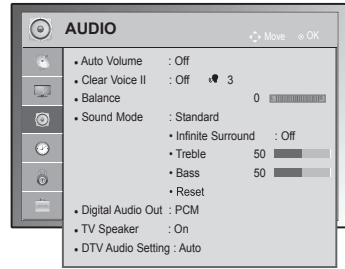 AUDIO
Move OK
• Auto Volume : Off
• Clear Voice II : Off 3
• Balance 0
• Sound Mode : Standard
• Infinite Surround : Off
• Treble 50
• Bass 50
• Reset
• Digital Audio Out : PCM
• TV Speaker : On
• DTV Audio Setting : Auto